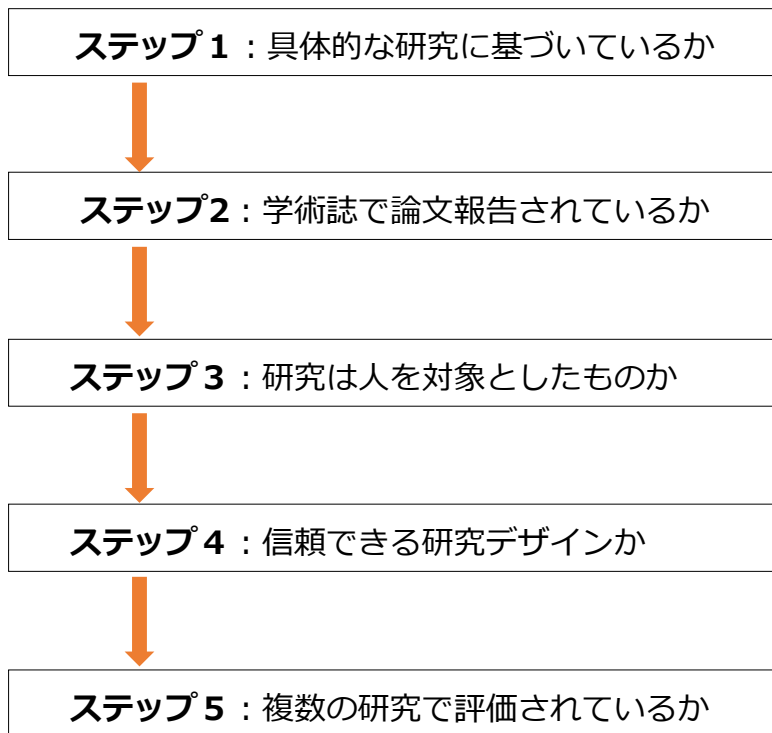 ステップ１：具体的な研究に基づいているか
ステップ2：学術誌で論文報告されているか
ステップ３：研究は人を対象としたものか
ステップ４：信頼できる研究デザインか
ステップ５：複数の研究で評価されているか